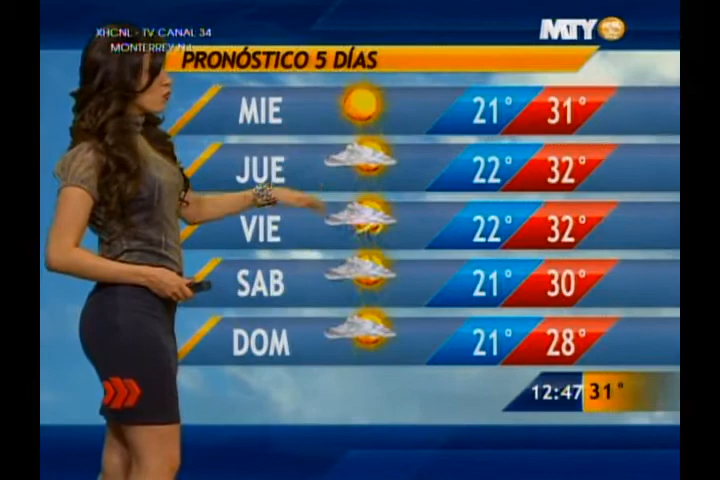 XHCNL - TV CANAL 34
MONTERREY N.L.
MTY
PRONÓSTICO 5 DÍAS
MIE 21° 31°
JUE 22° 32°
VIE 22° 32°
SAB 21° 30°
DOM 21° 28°
12:47 31°